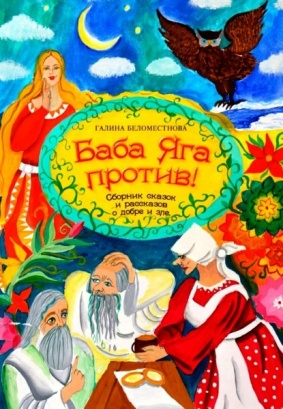 ГАЛИНА БЕЛОМЕСТНОВА
Баба Яга
против!
Сборник сказок
и рассказов
о добре и зле